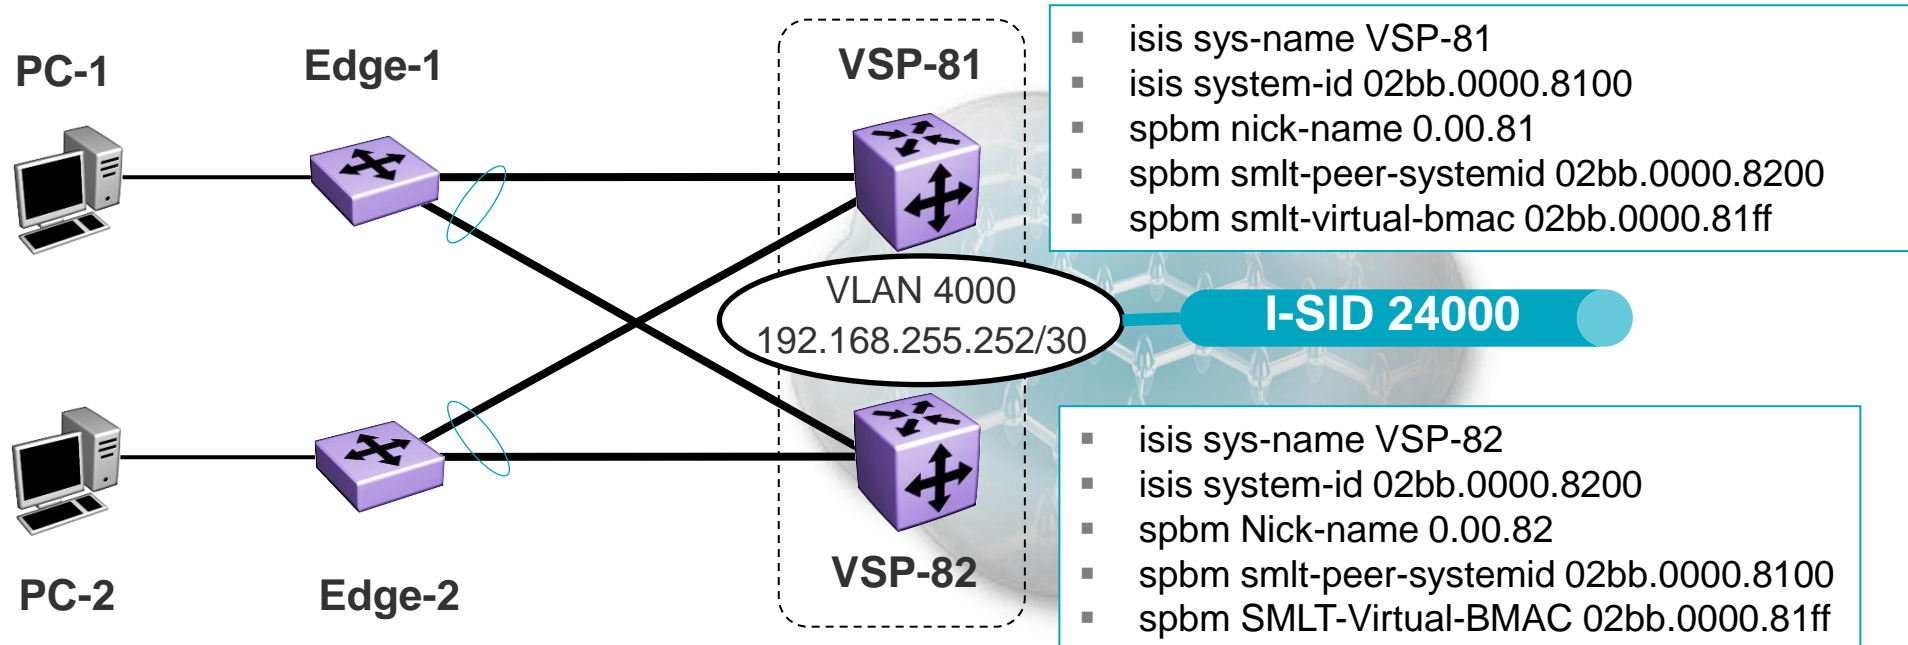 PC-1
Edge-1
VSP-81
▪ isis sys-name VSP-81
▪ isis system-id 02bb.0000.8100
▪ spbm nick-name 0.00.81
▪ spbm smlt-peer-systemid 02bb.0000.8200
▪ spbm smlt-virtual-bmac 02bb.0000.81ff
VLAN 4000
192.168.255.252/30
I-SID 24000
PC-2
Edge-2
VSP-82
▪ isis sys-name VSP-82
▪ isis system-id 02bb.0000.8200
▪ spbm Nick-name 0.00.82
▪ spbm smlt-peer-systemid 02bb.0000.8100
▪ spbm SMLT-Virtual-BMAC 02bb.0000.81ff